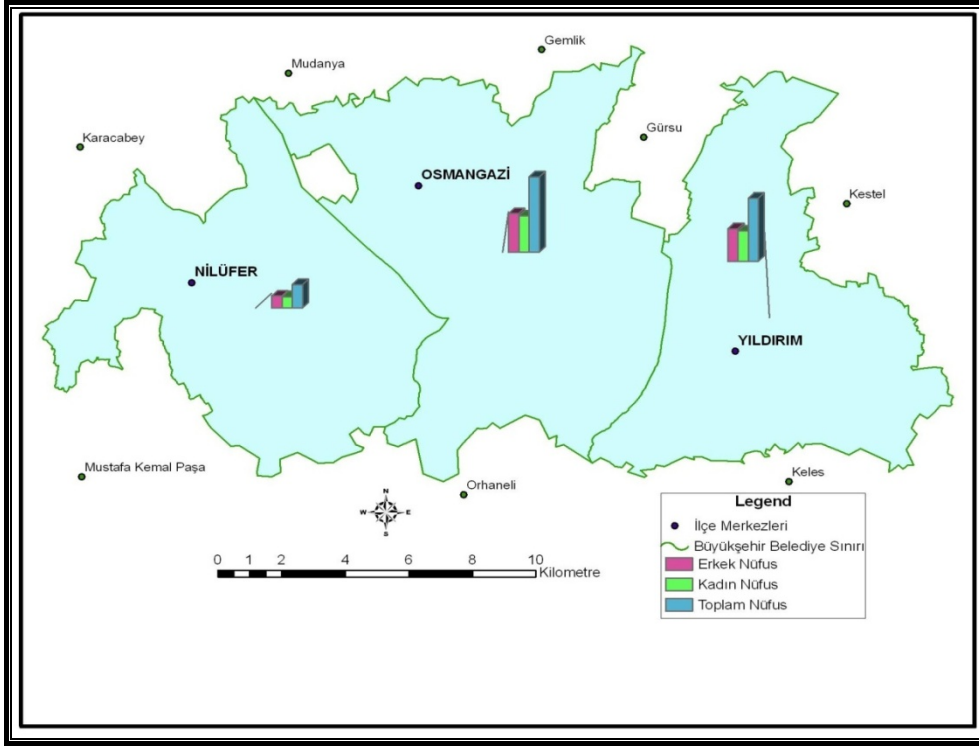 Gemlik
Mudanya
Gürsu
Karacabey
OSMANGAZİ
Kestel
NİLÜFER
YILDIRIM
Mustafa Kemal Paşa
Orhaneli
Keles
N
W E
S
0 1 2 4 6 8 10
Kilometre
Legend
İlçe Merkezleri
Büyükşehir Belediye Sınırı
Erkek Nüfus
Kadın Nüfus
Toplam Nüfus